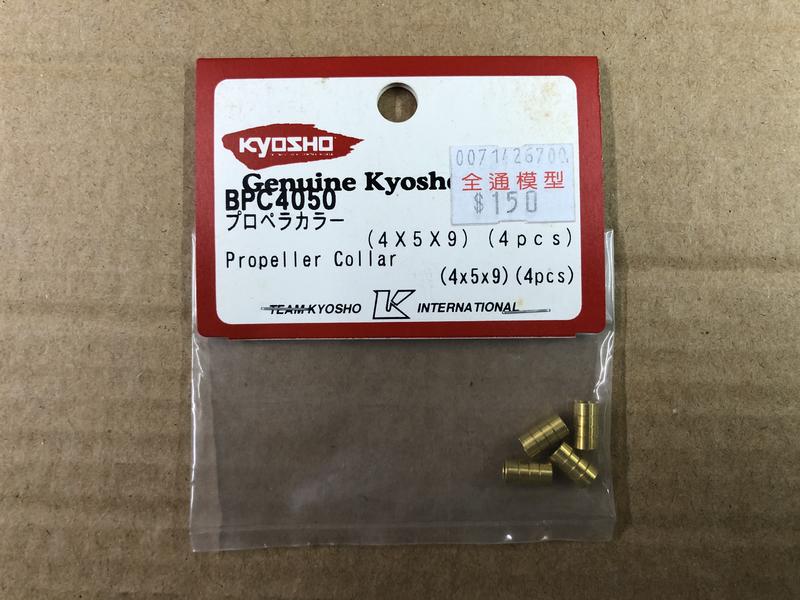 KYOSHO
Genuine Kyosho
0071426700
全通模型
$150
BPC4050
プロペラカラー
(4X5X9) (4pcs)
Propeller Collar
(4x5x9)(4pcs)
TEAM KYOSHO K INTERNATIONAL